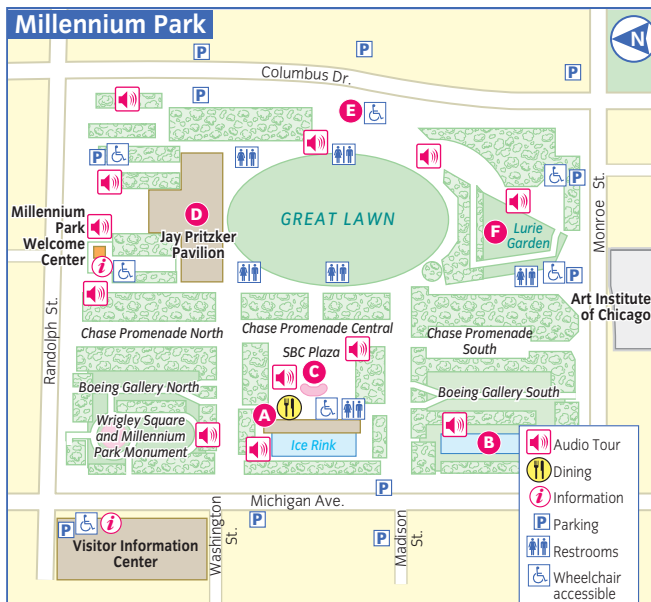 Millennium Park
N
P
P
P
P
Columbus Dr.
E
P
P
Monroe St.
GREAT LAWN
D
Jay Pritzker
Pavilion
F
Lurie
Garden
Millennium
Park
Welcome
Center
i
P
Art Institute
of Chicago
Randolph St.
Chase Promenade North
Chase Promenade Central
Chase Promenade
South
SBC Plaza
C
Boeing Gallery North
Boeing Gallery South
A
Wrigley Square
and Millennium
Park Monument
Ice Rink
B
Michigan Ave.
P
P
P
P
i
Visitor Information
Center
Washington
St.
Madison
St.
Audio Tour
Dining
i Information
P Parking
Restrooms
Wheelchair
accessible